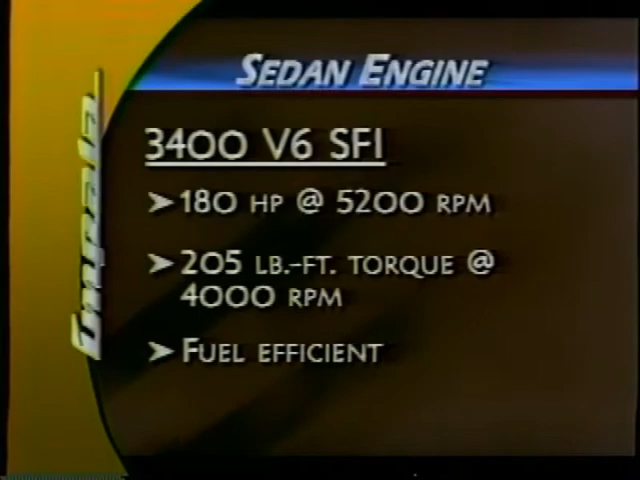 SEDAN ENGINE
Impala
3400 V6 SFI
➤180 HP @ 5200 RPM
➤205 LB.-FT. TORQUE @
4000 RPM
➤FUEL EFFICIENT